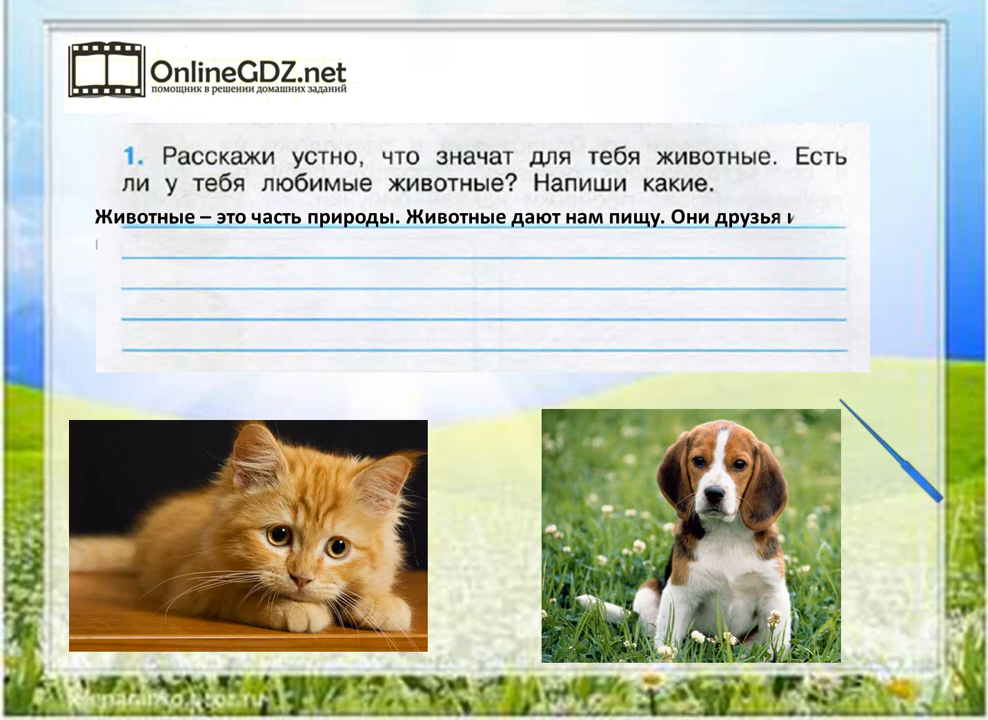 OnlineGDZ.net
помощник в решении домашних заданий
1. Расскажи устно, что значат для тебя животные. Есть
ли у тебя любимые животные? Напиши какие.
Животные – это часть природы. Животные дают нам пищу. Они друзья и